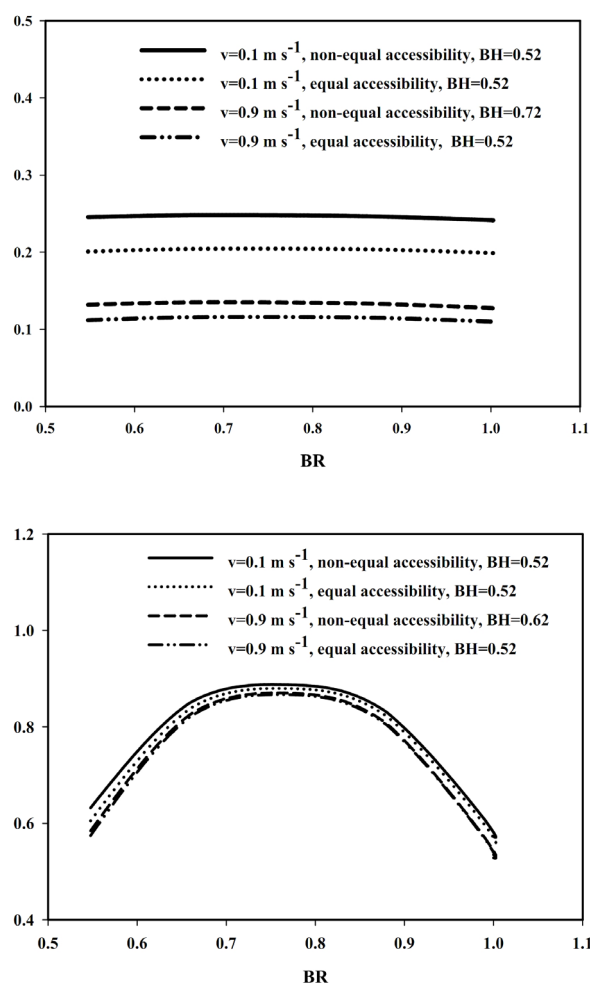 0.5
v=0.1 m s-1, non-equal accessibility, BH=0.52
v=0.1 m s-1, equal accessibility, BH=0.52
v=0.9 m s-1, non-equal accessibility, BH=0.72
v=0.9 m s-1, equal accessibility, BH=0.52
0.4
0.3
0.2
0.1
0.0
0.5 0.6 0.7 0.8 0.9 1.0 1.1
BR
1.2
v=0.1 m s-1, non-equal accessibility, BH=0.52
v=0.1 m s-1, equal accessibility, BH=0.52
v=0.9 m s-1, non-equal accessibility, BH=0.62
v=0.9 m s-1, equal accessibility, BH=0.52
1.0
0.8
0.6
0.4
0.5 0.6 0.7 0.8 0.9 1.0 1.1
BR